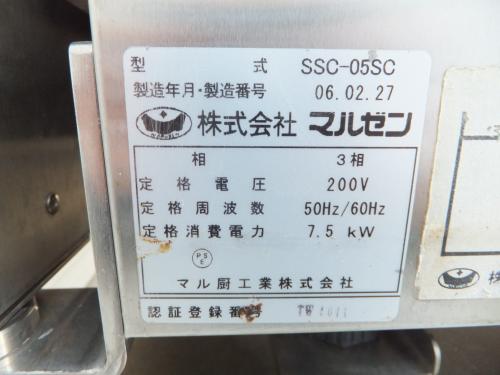 型 式 SSC-05SC
製造年月・製造番号 06.02.27
株式会社 マルゼン
相 3相
定格電圧 200V
定格周波数 50Hz/60Hz
定格消費電力 7.5 kW
PS E
マル厨工業株式会社
認証登録番号
株